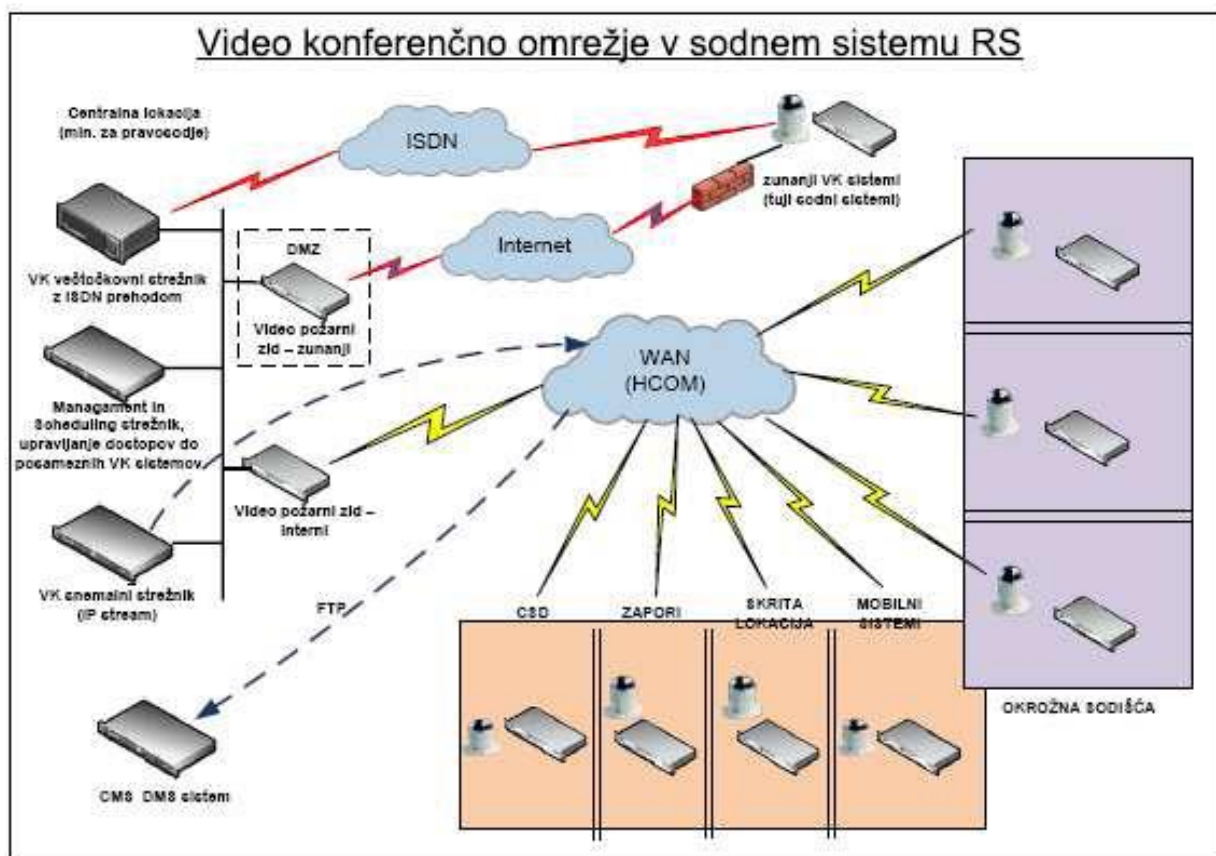 Video konferenčno omrežje v sodnem sistemu RS
Centralna lokacija
(min. za pravosodje)
ISDN
zunanji VK sistemi
(tuji sodni sistemi)
Internet
DMZ
VK veštočkovni strežnik
z ISDN prehodom
Video požarni
zid – zunanji
WAN
(HCOM)
Managament in
Scheduling strežnik,
upravljanje dostopov do
posameznih VK sistemov
Video požarni zid –
interni
VK snemalni strežnik
(IP stream)
FTP
CSD
ZAPORI
SKRITA
LOKACIJA
MOBILNI
SISTEMI
OKROŽNA SODIŠĆA
CMS DMS sistem